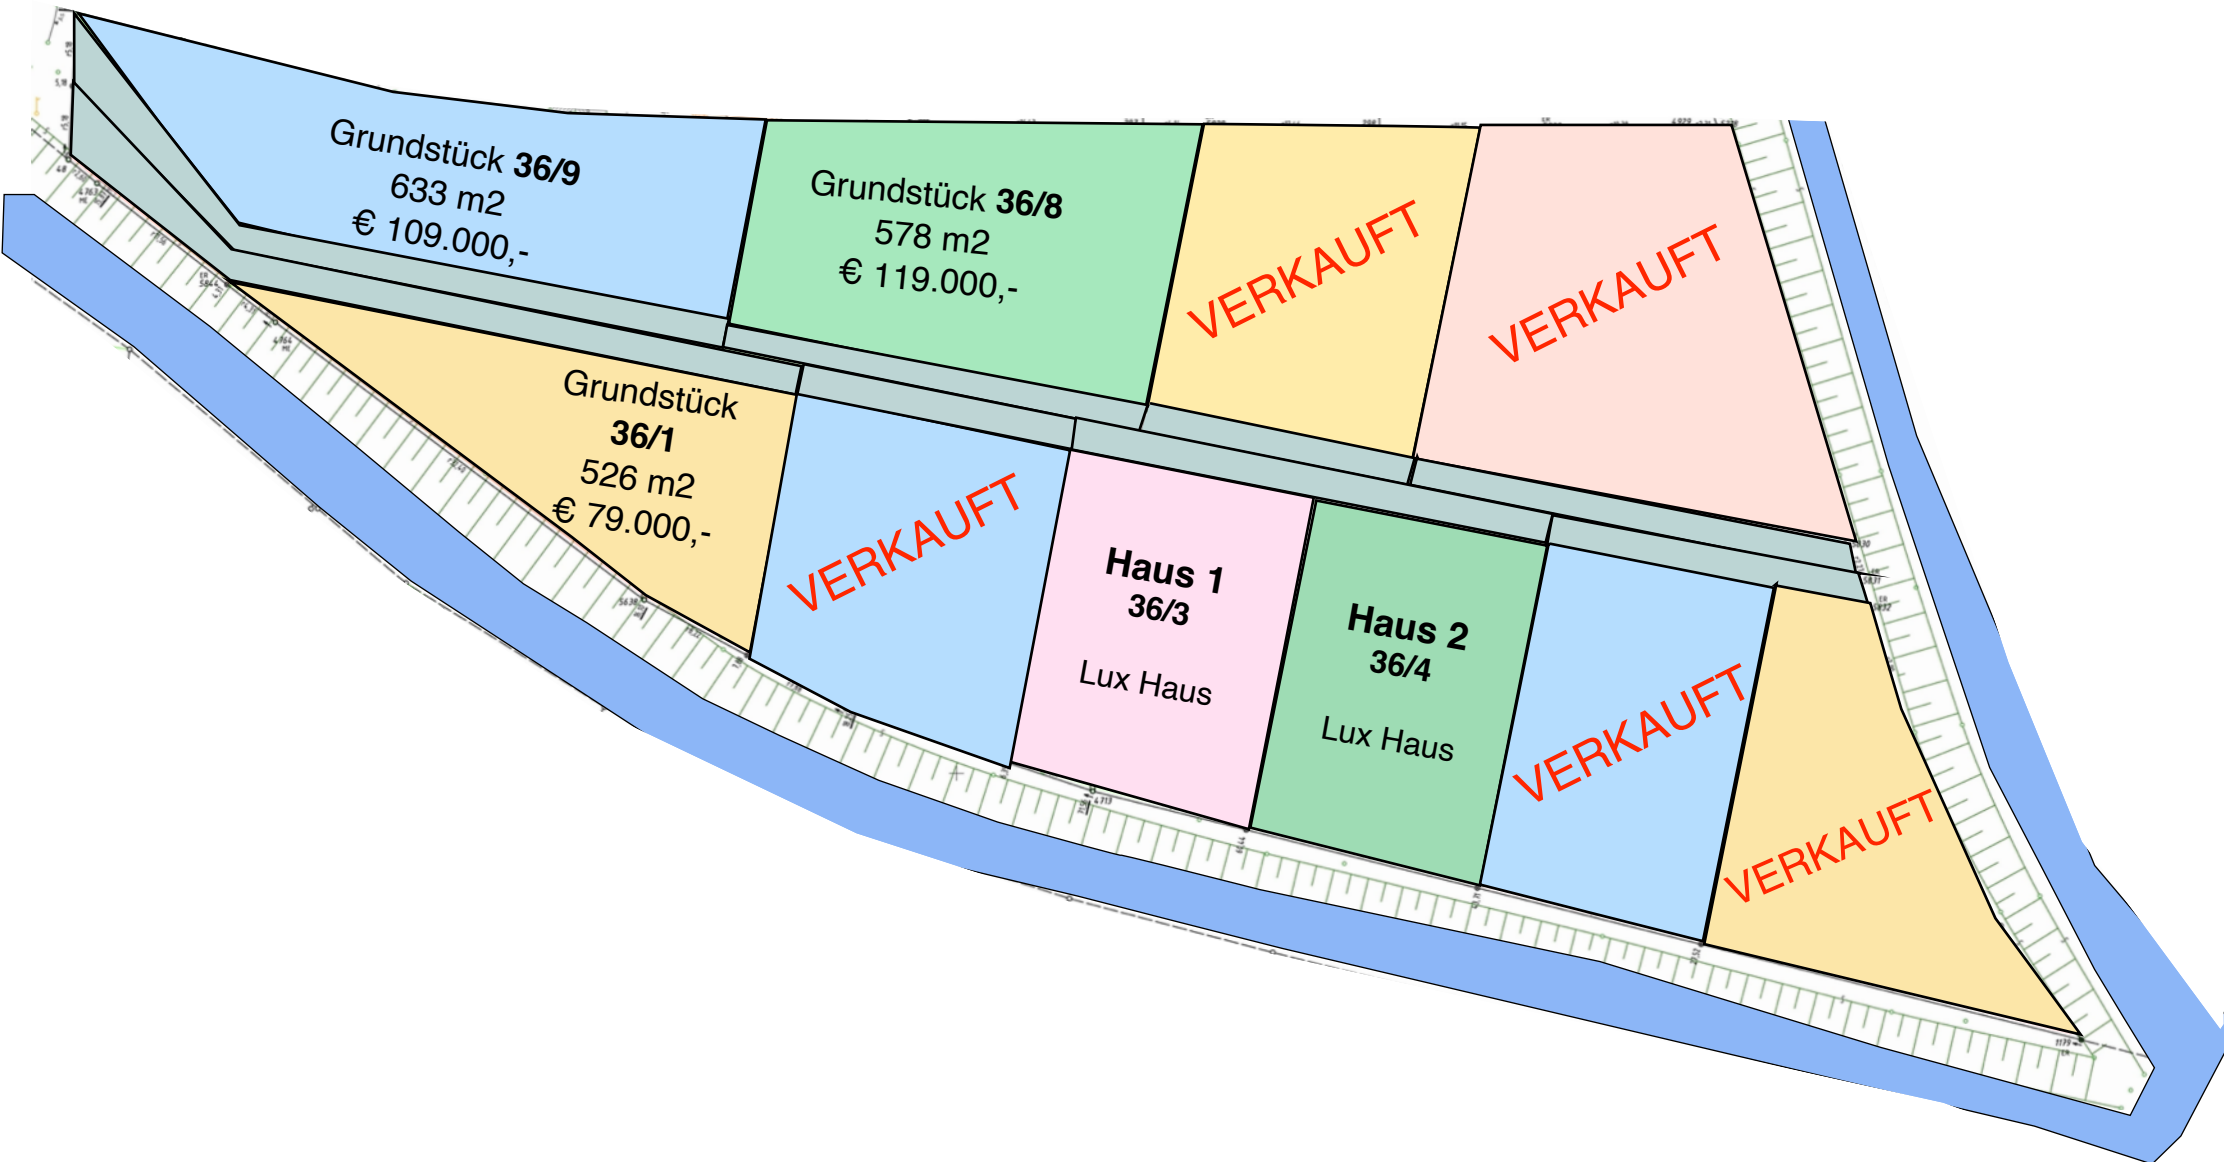 Grundstück 36/9
633 m2
€ 109.000,-
Grundstück 36/8
578 m2
€ 119.000,-
VERKAUFT
VERKAUFT
Grundstück
36/1
526 m2
€ 79.000,-
VERKAUFT
Haus 1
36/3
Lux Haus
Haus 2
36/4
Lux Haus
VERKAUFT
VERKAUFT